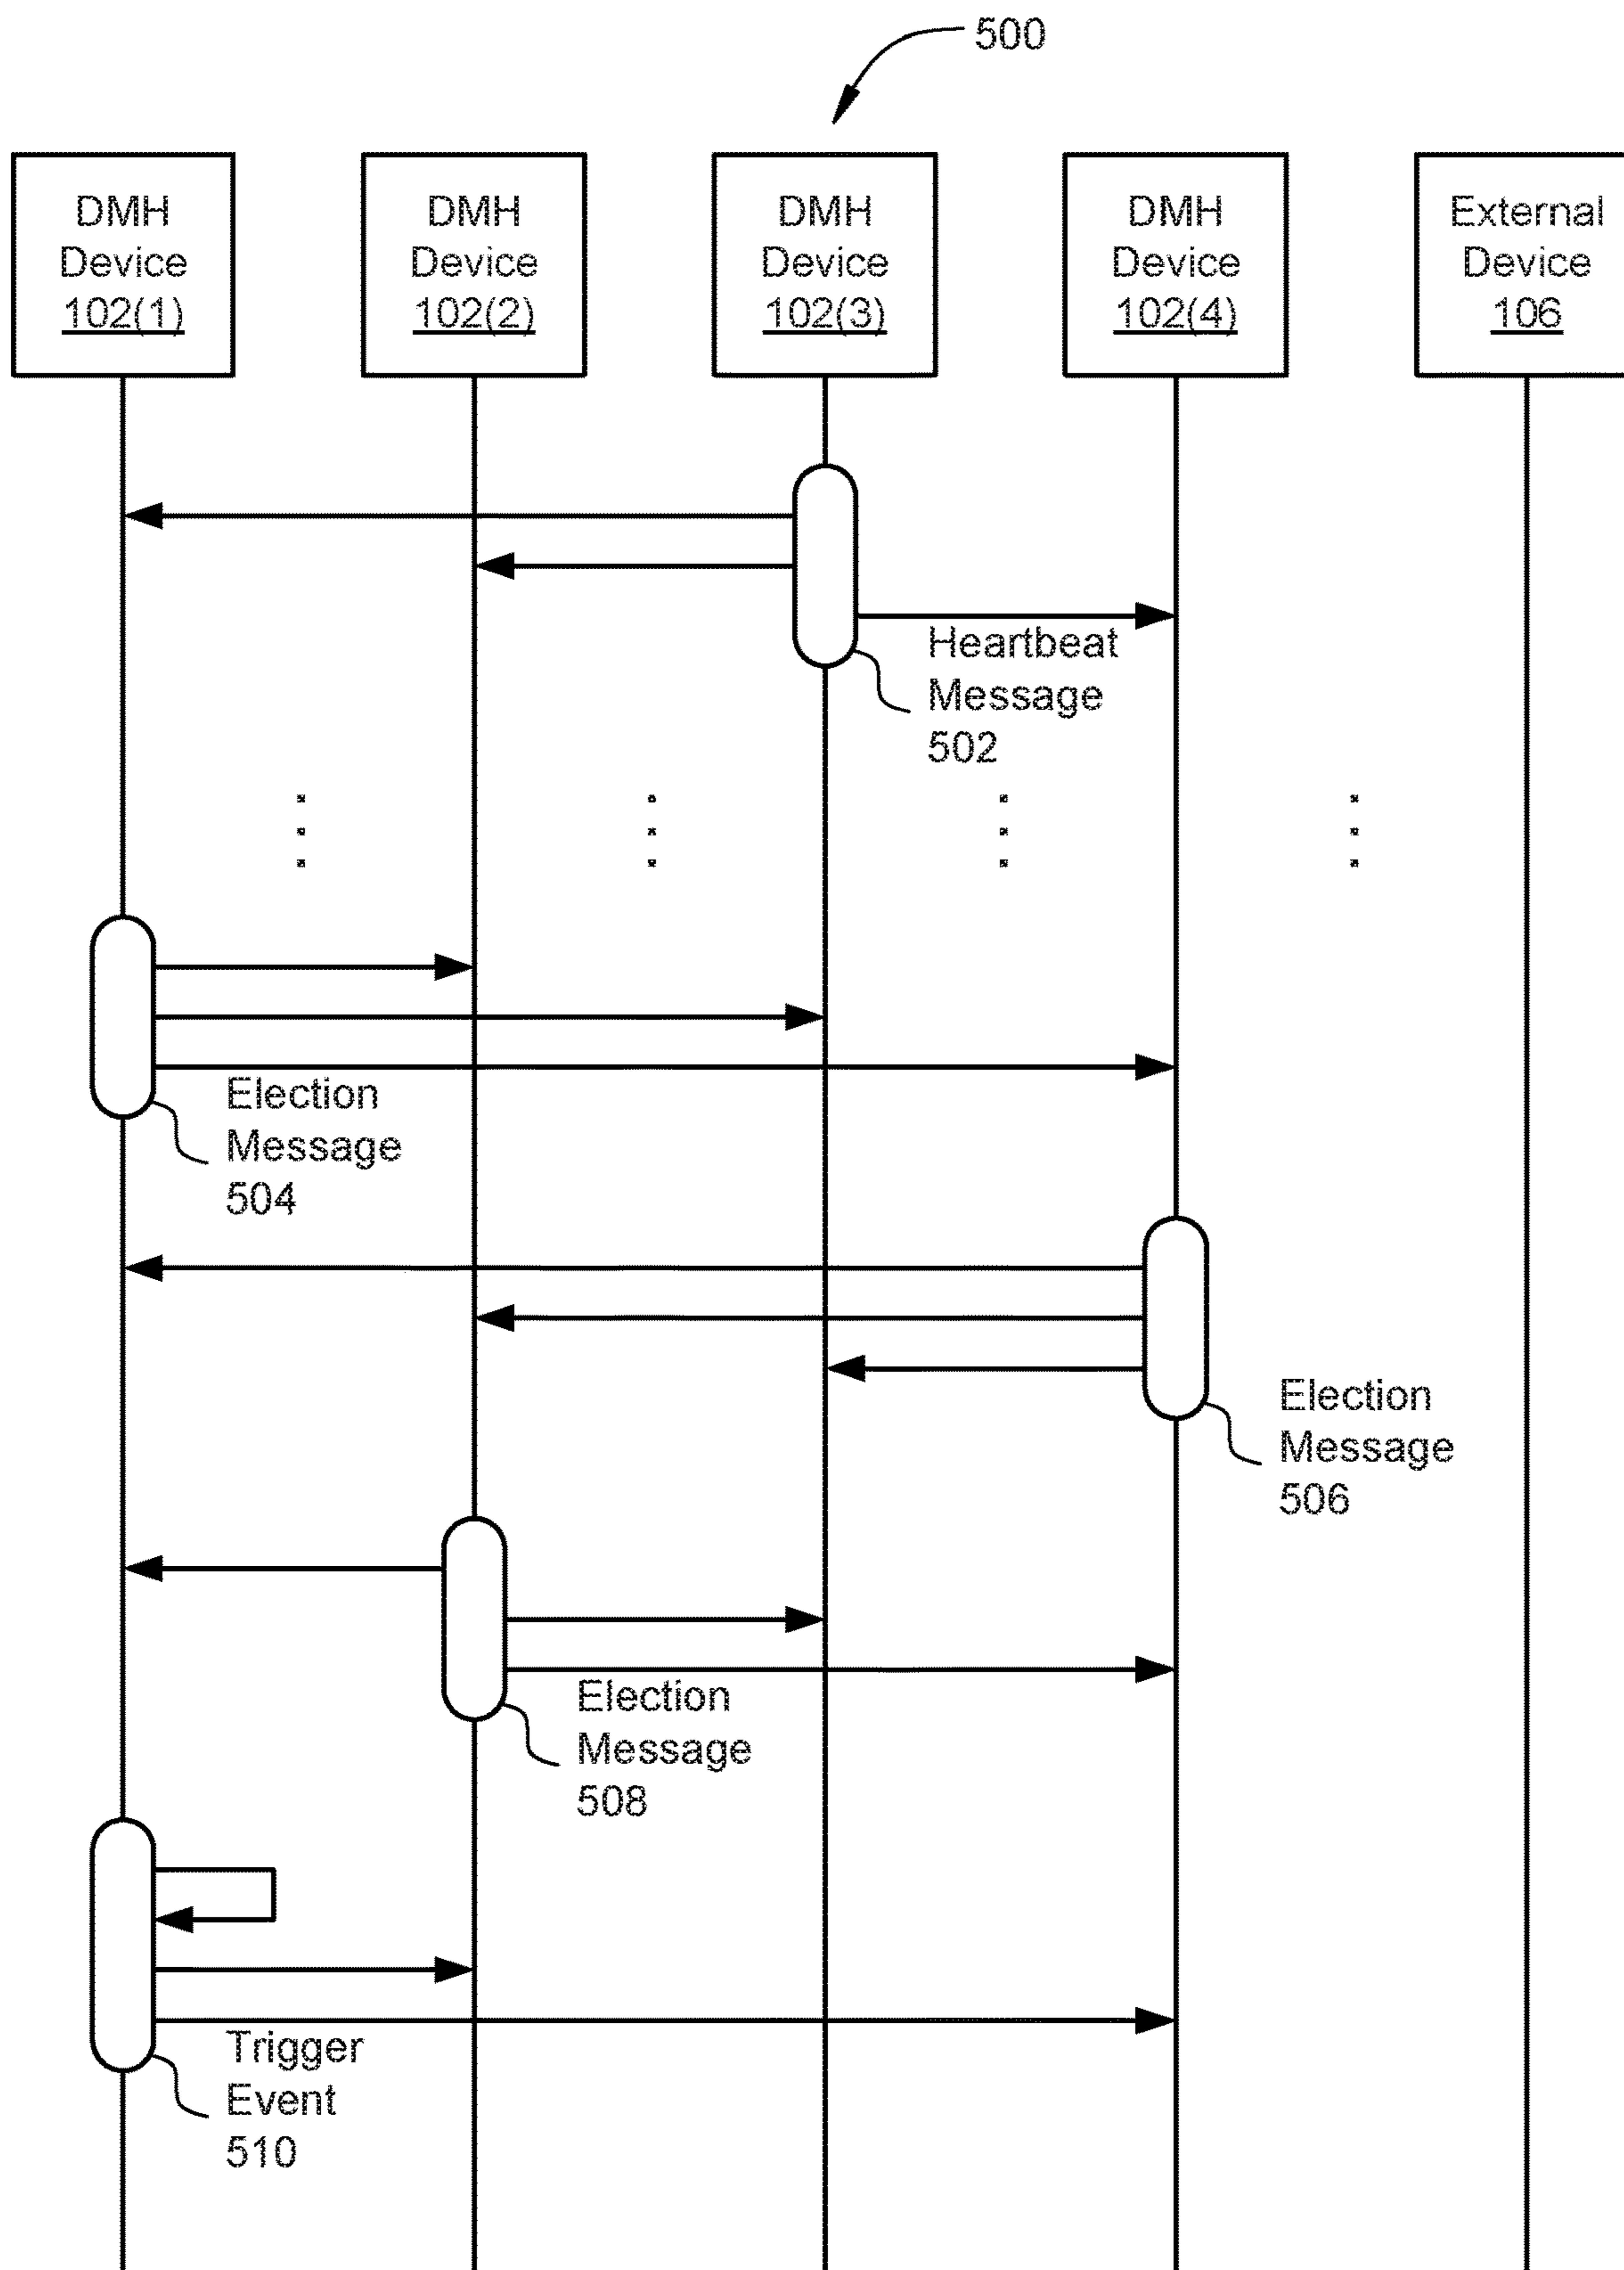 500
DMH
Device
102(1)
DMH
Device
102(2)
DMH
Device
102(3)
DMH
Device
102(4)
External
Device
106
Heartbeat
Message
502
Election
Message
504
Election
Message
506
Election
Message
508
Trigger
Event
510